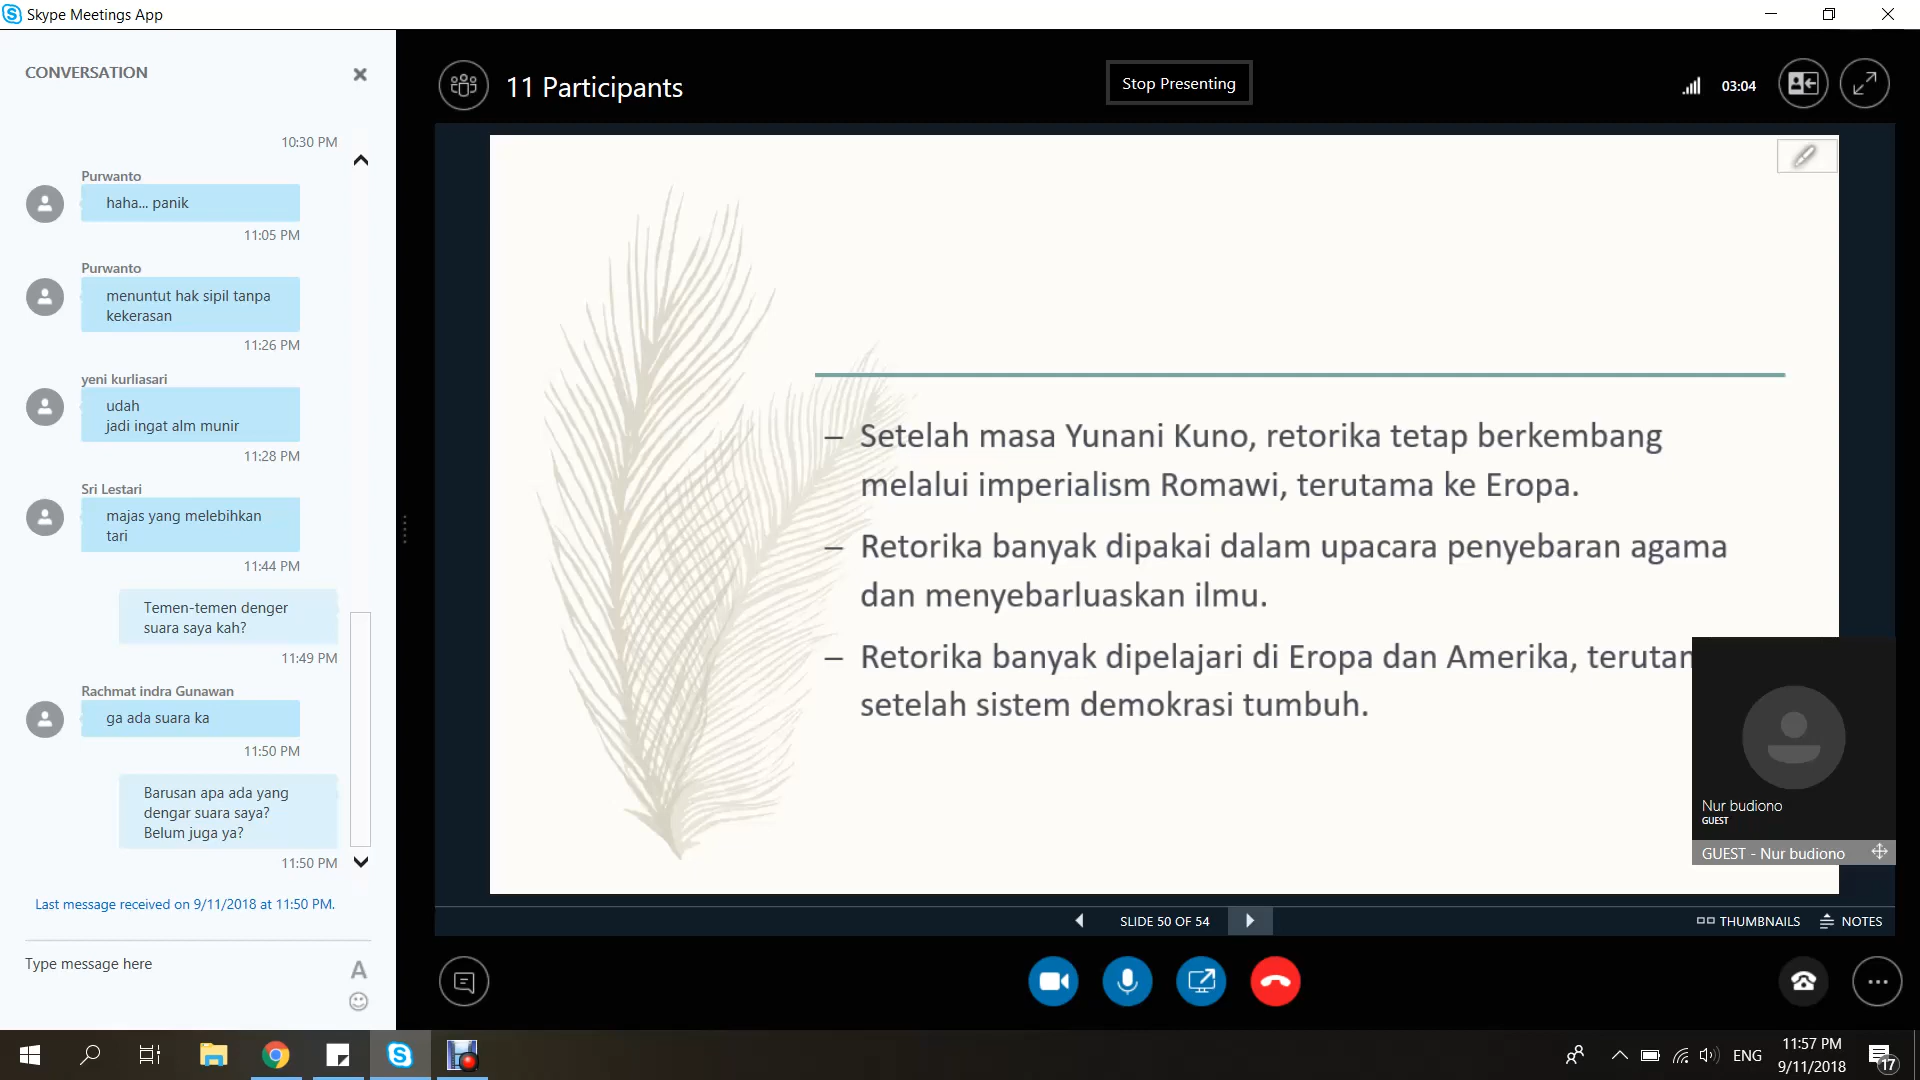 Skype Meetings App
CONVERSATION
10:30 PM
Purwanto
haha... panik
11:05 PM
Purwanto
menuntut hak sipil tanpa
kekerasan
11:26 PM
yeni kurliasari
udah
jadi ingat alm munir
11:28 PM
Sri Lestari
majas yang melebihkan
tari
11:44 PM
Temen-temen denger
suara saya kah?
11:49 PM
Rachmat indra Gunawan
ga ada suara ka
11:50 PM
Barusan apa ada yang
dengar suara saya?
Belum juga ya?
11:50 PM
Last message received on 9/11/2018 at 11:50 PM.
Type message here
A
11 Participants
Stop Presenting
03:04
– Setelah masa Yunani Kuno, retorika tetap berkembang
melalui imperialism Romawi, terutama ke Eropa.
– Retorika banyak dipakai dalam upacara penyebaran agama
dan menyebarluaskan ilmu.
– Retorika banyak dipelajari di Eropa dan Amerika, terutan
setelah sistem demokrasi tumbuh.
Nur budiono
GUEST
GUEST - Nur budiono
SLIDE 50 OF 54
THUMBNAILS
NOTES
ENG
11:57 PM
9/11/2018
17